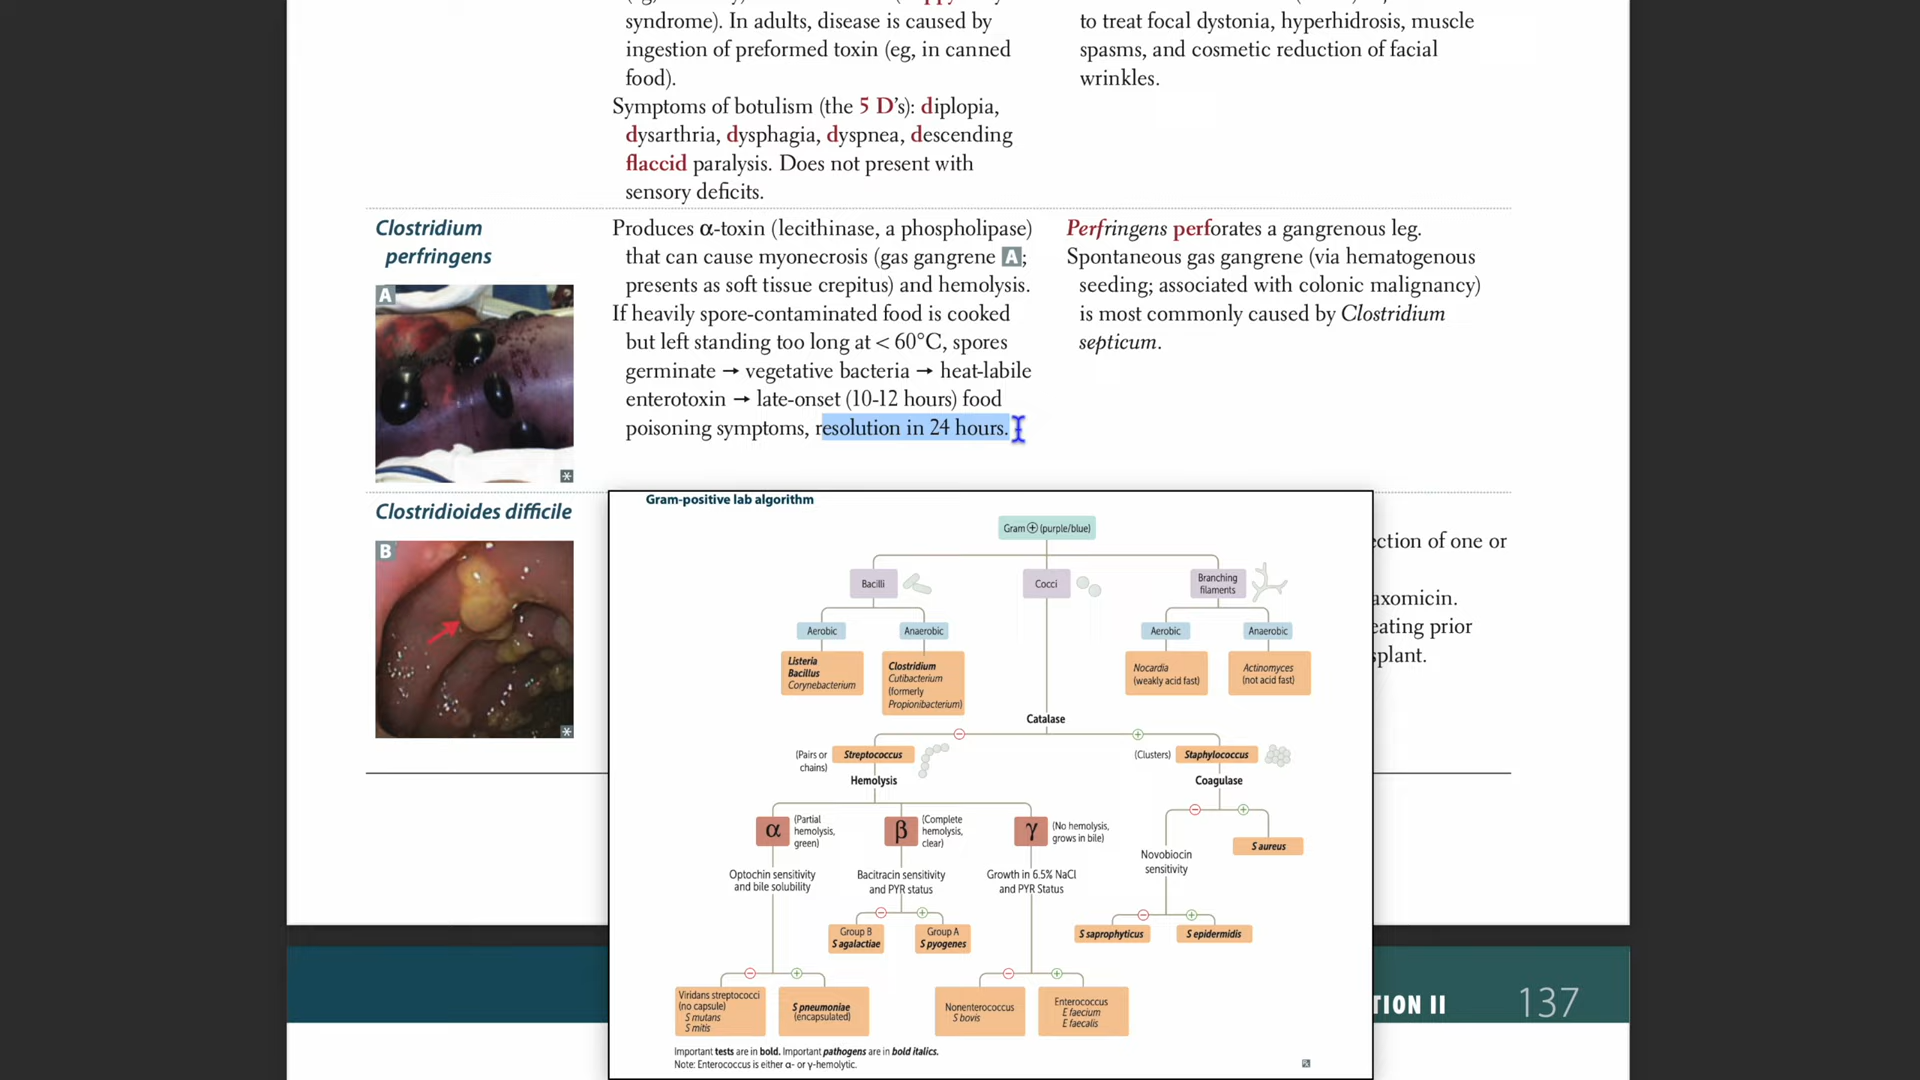 syndrome). In adults, disease is caused by
ingestion of preformed toxin (eg, in canned
food).
Symptoms of botulism (the 5 D's): diplopia,
dysarthria, dysphagia, dyspnea, descending
flaccid paralysis. Does not present with
sensory deficits.
to treat focal dystonia, hyperhidrosis, muscle
spasms, and cosmetic reduction of facial
wrinkles.
Clostridium
perfringens
A
Produces α-toxin (lecithinase, a phospholipase)
that can cause myonecrosis (gas gangrene A;
presents as soft tissue crepitus) and hemolysis.
If heavily spore-contaminated food is cooked
but left standing too long at < 60°C, spores
germinate → vegetative bacteria → heat-labile
enterotoxin → late-onset (10-12 hours) food
poisoning symptoms, resolution in 24 hours.
Perfringens perforates a gangrenous leg.
Spontaneous gas gangrene (via hematogenous
seeding; associated with colonic malignancy)
is most commonly caused by Clostridium
septicum.
Clostridioides difficile
B
ection of one or
axomicin.
eating prior
splant.
Gram-positive lab algorithm
Gram ⊕ (purple/blue)
Bacilli
Cocci
Branching
filaments
Aerobic
Anaerobic
Aerobic
Anaerobic
Listeria
Bacillus
Corynebacterium
Clostridium
Cutibacterium
(formerly
Propionibacterium)
Nocardia
(weakly acid fast)
Actinomyces
(not acid fast)
Catalase
(Pairs or
chains)
Streptococcus
(Clusters)
Staphylococcus
Hemolysis
Coagulase
α
(Partial
hemolysis,
green)
β
(Complete
hemolysis,
clear)
γ
(No hemolysis,
grows in bile)
S aureus
Novobiocin
sensitivity
Optochin sensitivity
and bile solubility
Bacitracin sensitivity
and PYR status
Growth in 6.5% NaCl
and PYR Status
Group B
S agalactiae
Group A
S pyogenes
S saprophyticus
S epidermidis
Viridans streptococci
(no capsule)
S mutans
S mitis
S pneumoniae
(encapsulated)
Nonenterococcus
S bovis
Enterococcus
E faecium
E faecalis
Important tests are in bold. Important pathogens are in bold italics.
Note: Enterococcus is either α- or γ-hemolytic.
TION II 137